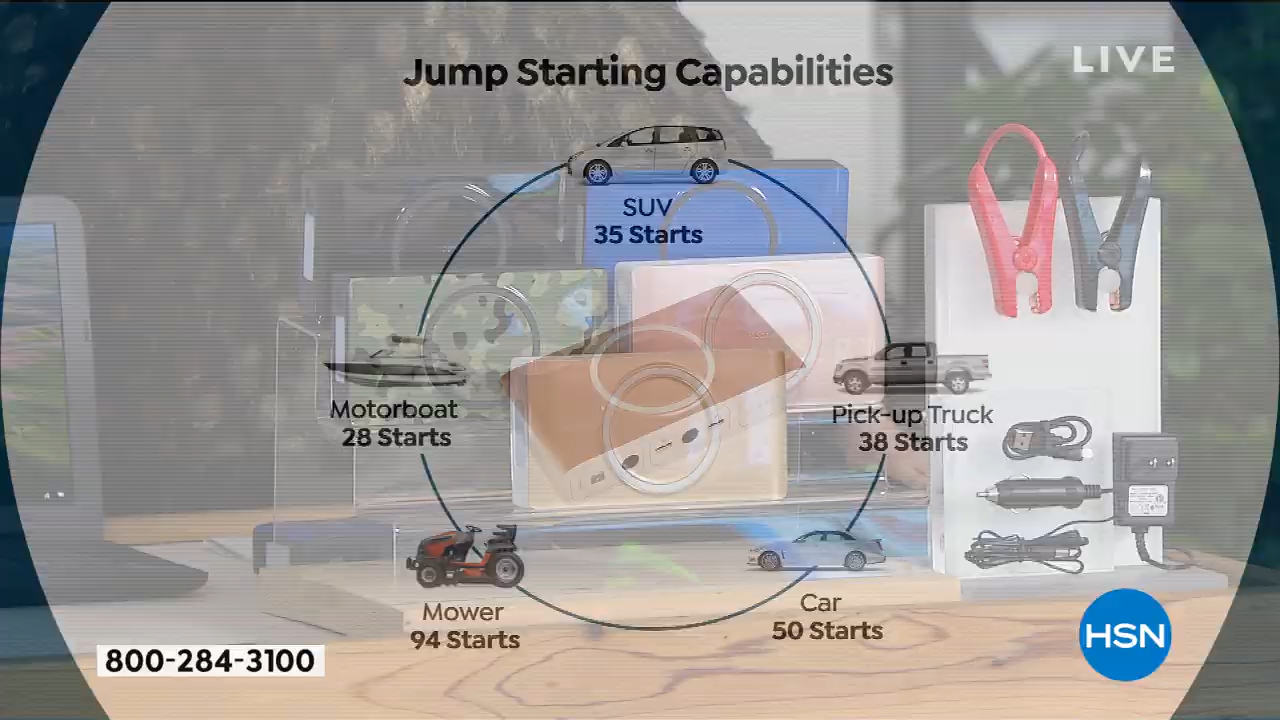 Jump Starting Capabilities
LIVE
SUV
35 Starts
Motorboat
28 Starts
Pick-up Truck
38 Starts
Mower
94 Starts
Car
50 Starts
800-284-3100
HSN